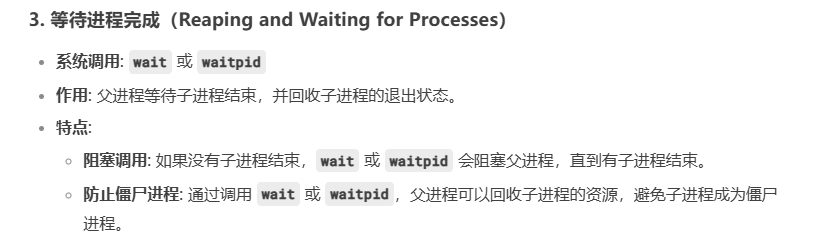 3. 等待进程完成（Reaping and Waiting for Processes）
系统调用: wait 或 waitpid
作用: 父进程等待子进程结束，并回收子进程的退出状态。
特点:
阻塞调用: 如果没有子进程结束，wait 或 waitpid 会阻塞父进程，直到有子进程结束。
防止僵尸进程: 通过调用 wait 或 waitpid，父进程可以回收子进程的资源，避免子进程成为僵尸
进程。